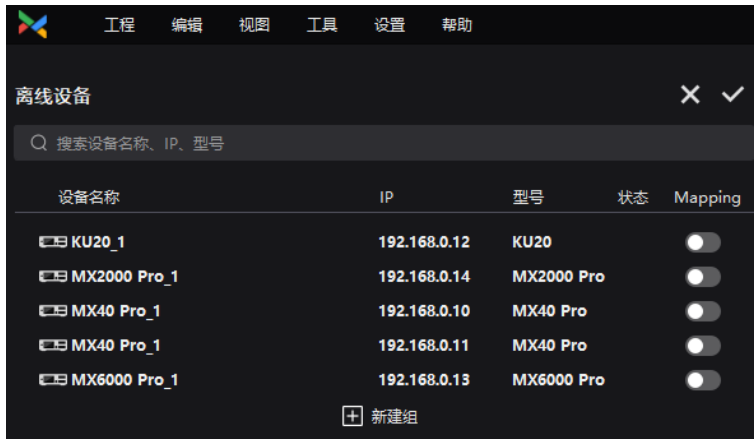 工程 编辑 视图 工具 设置 帮助
离线设备
搜索设备名称、IP、型号
设备名称 IP 型号 状态 Mapping
KU20_1 192.168.0.12 KU20
MX2000 Pro_1 192.168.0.14 MX2000 Pro
MX40 Pro_1 192.168.0.10 MX40 Pro
MX40 Pro_1 192.168.0.11 MX40 Pro
MX6000 Pro_1 192.168.0.13 MX6000 Pro
新建组